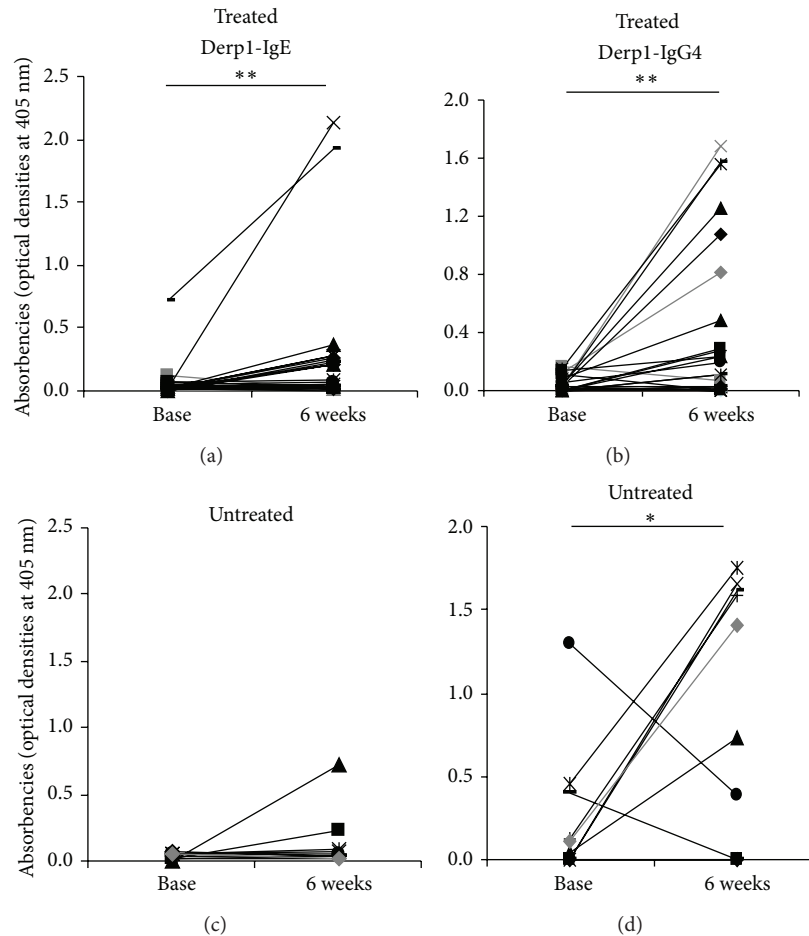 Treated
Derp1-IgE
**
Absorbencies (optical densities at 405 nm)
2.5
2.0
1.5
1.0
0.5
0.0
Base 6 weeks
(a)
Treated
Derp1-IgG4
**
2.0
1.6
1.2
0.8
0.4
0.0
Base 6 weeks
(b)
Untreated
Absorbencies (optical densities at 405 nm)
2.5
2.0
1.5
1.0
0.5
0.0
Base 6 weeks
(c)
Untreated
*
2.0
1.5
1.0
0.5
0.0
Base 6 weeks
(d)